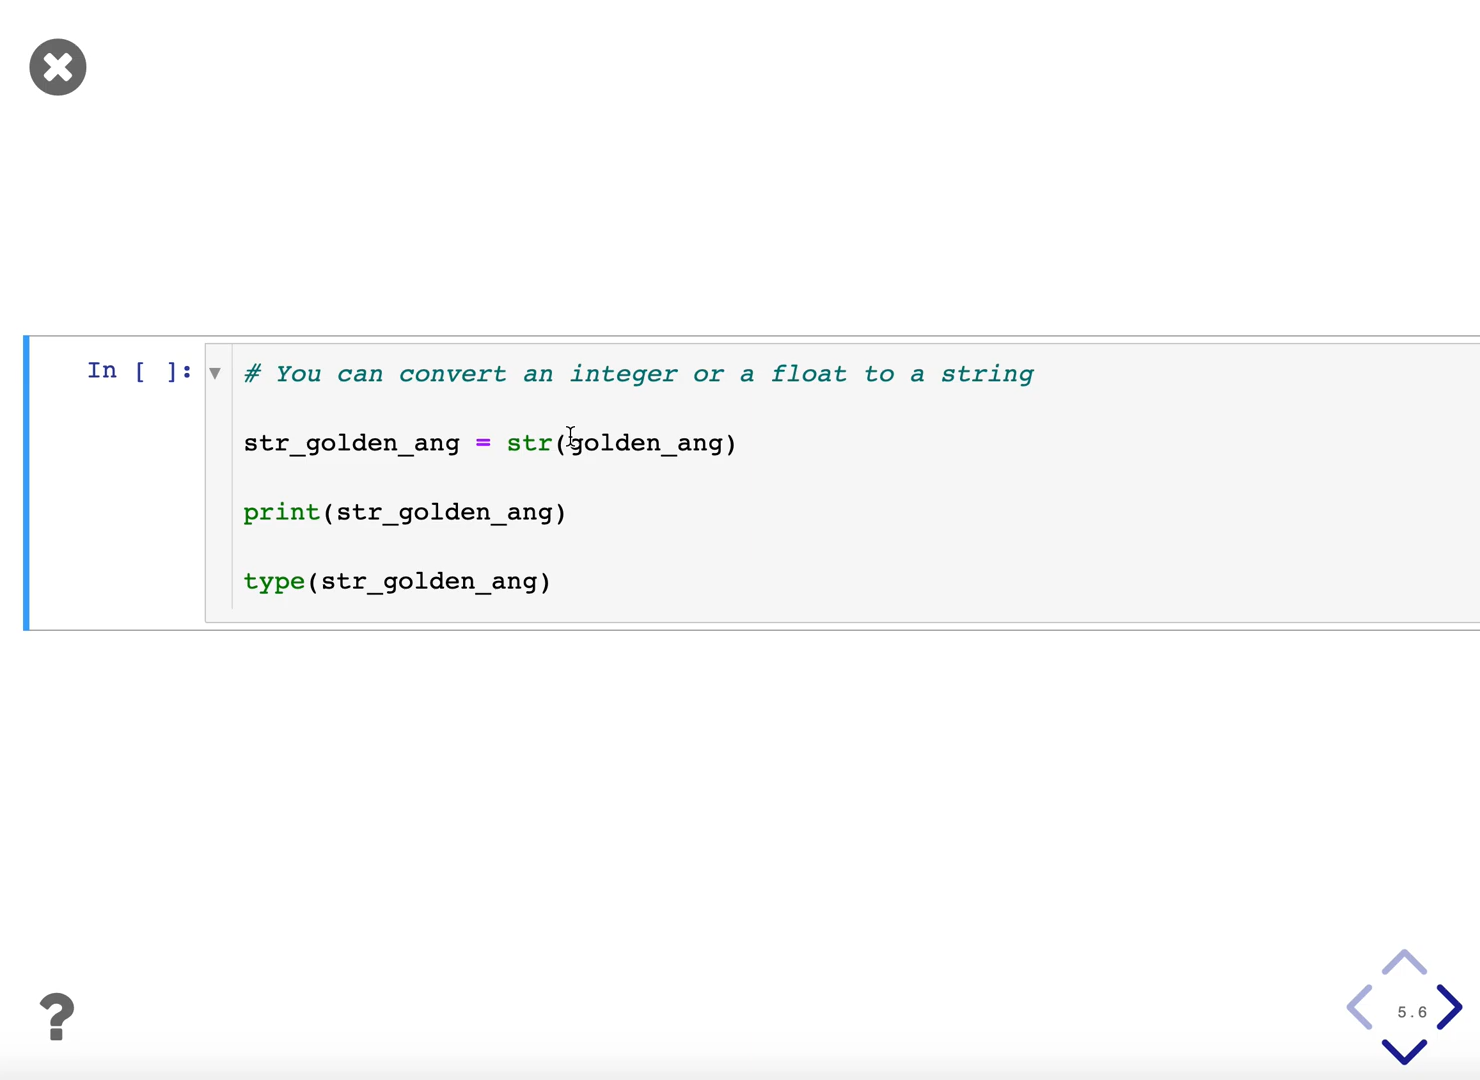 In [ ]:
# You can convert an integer or a float to a string
str_golden_ang = str(golden_ang)
print(str_golden_ang)
type(str_golden_ang)
?
5.6